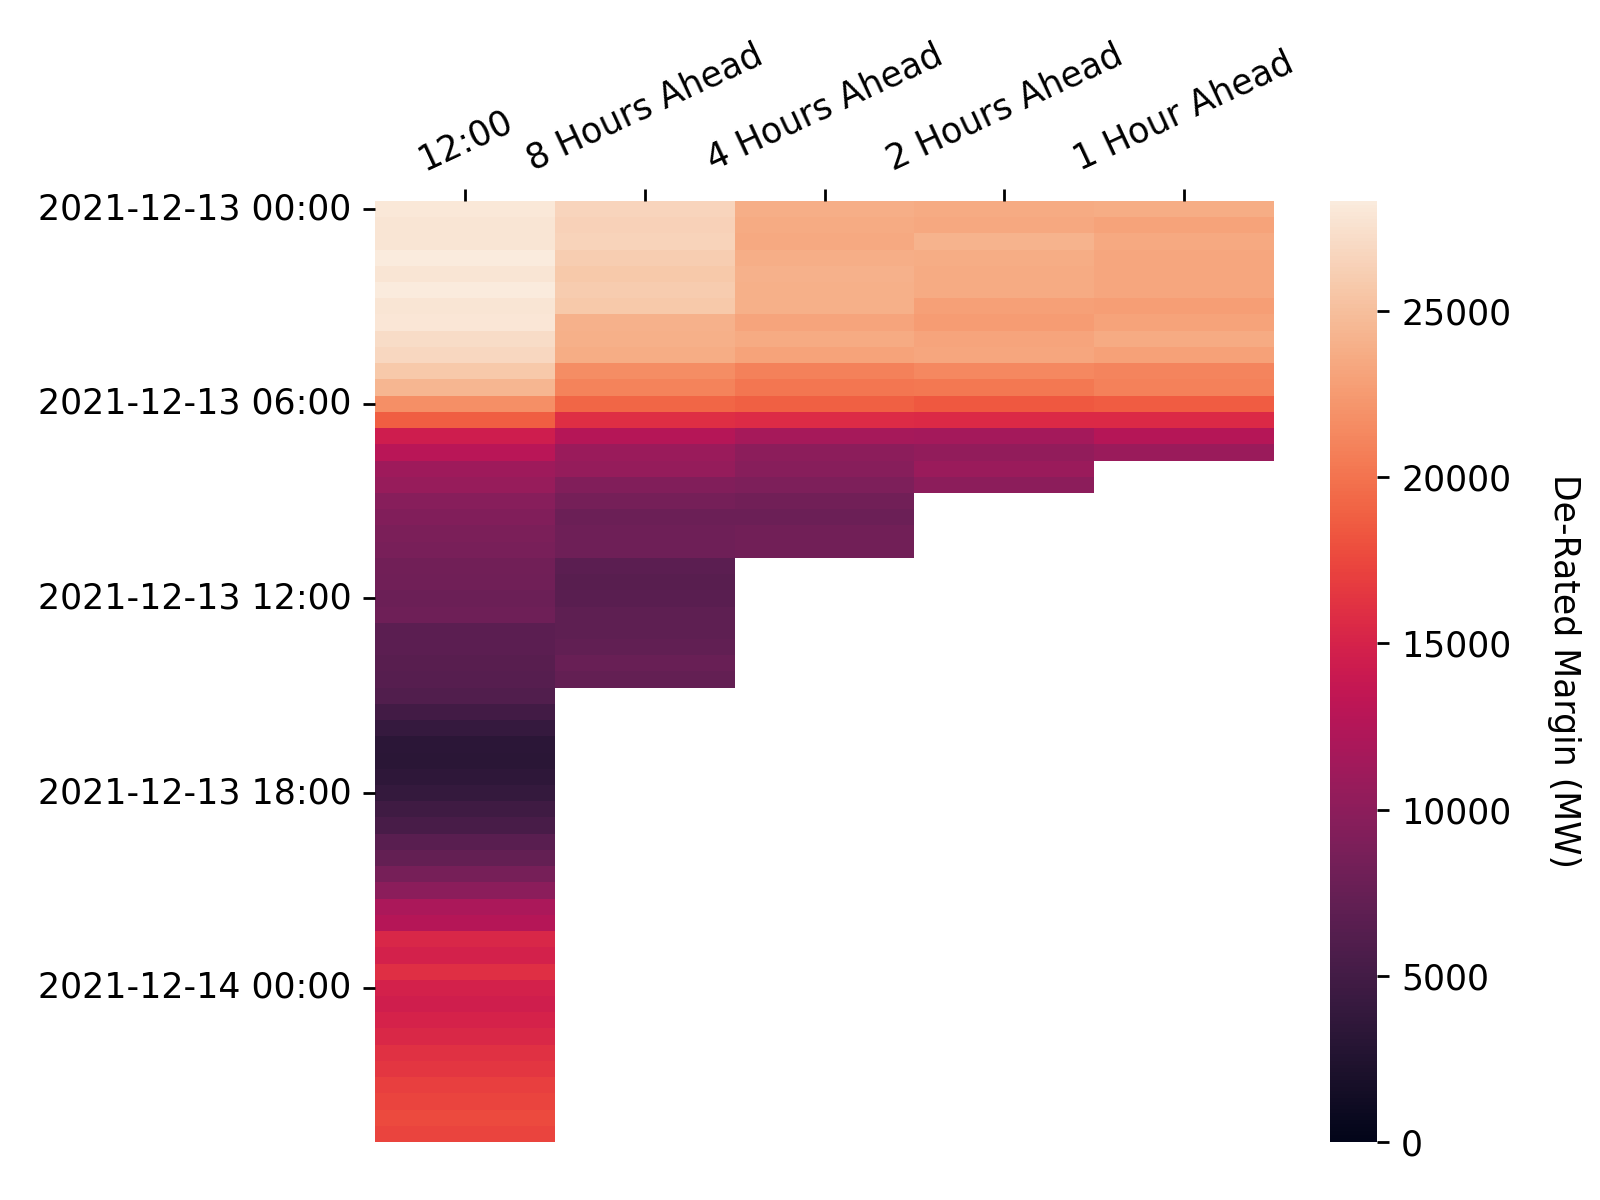 12:00
8 Hours Ahead
4 Hours Ahead
2 Hours Ahead
1 Hour Ahead
2021-12-13 00:00
2021-12-13 06:00
2021-12-13 12:00
2021-12-13 18:00
2021-12-14 00:00
25000
20000
15000
10000
5000
0
De-Rated Margin (MW)